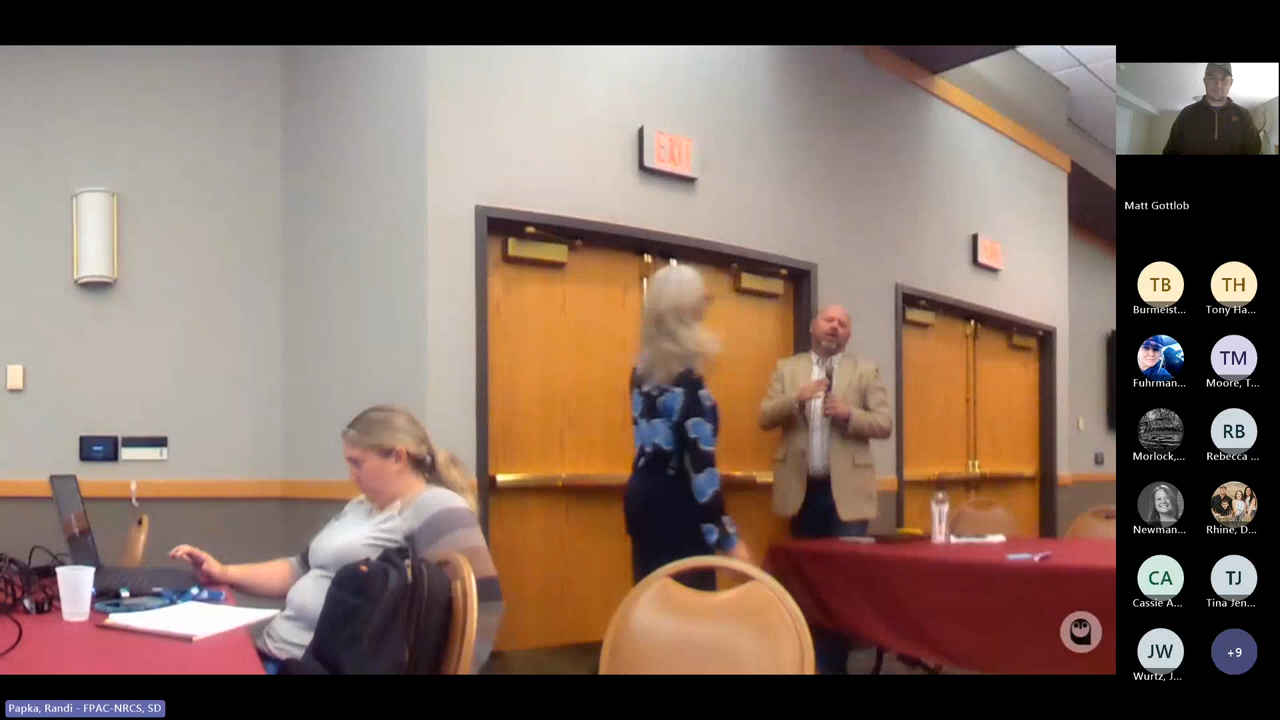 EXIT
Matt Gottlob
TB
TH
Burmeist...
Tony Ha...
TM
Fuhrman...
Moore, T...
RB
Morlock,...
Rebecca ...
Newman...
Rhine, D...
CA
TJ
Cassie A...
Tina Jen...
JW
+9
Wurtz, J...
Papka, Randi - FPAC-NRCS, SD